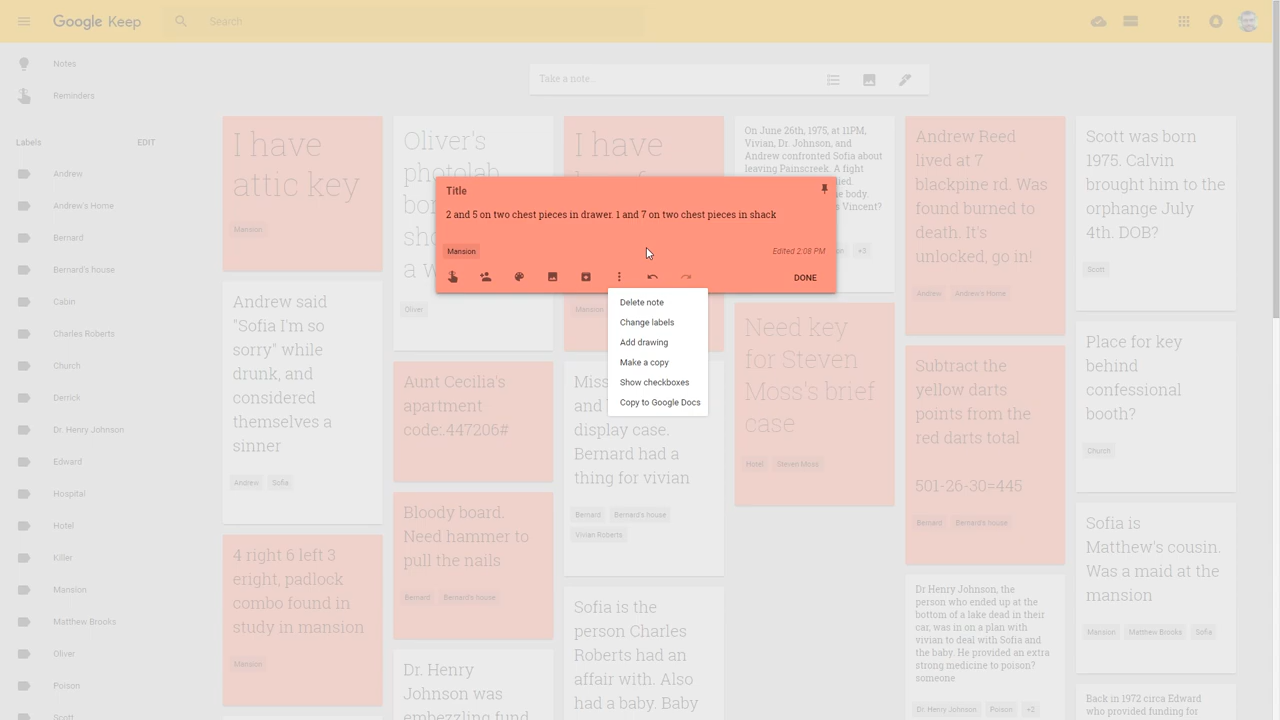 Google Keep
Search
Notes
Reminders
Labels
EDIT
Andrew
Andrew's Home
Bernard
Bernard's house
Cabin
Charles Roberts
Church
Derrick
Dr. Henry Johnson
Edward
Hospital
Hotel
Killer
Mansion
Matthew Brooks
Oliver
Poison
Scott
Take a note...
I have
attic key
Mansion
Andrew said
"Sofia I'm so
sorry" while
drunk, and
considered
themselves a
sinner
Andrew
Sofia
4 right 6 left 3
eright, padlock
combo found in
study in mansion
Mansion
Oliver's
Oliver
Aunt Cecilia's
apartment
code:.447206#
Bloody board.
Need hammer to
pull the nails
Bernard
Bernard's house
Dr. Henry
Johnson was
embezzling fund
I have
Mansion
Title
2 and 5 on two chest pieces in drawer. 1 and 7 on two chest pieces in shack
Mansion
Edited 2:08 PM
DONE
Delete note
Change labels
Add drawing
Make a copy
Show checkboxes
Copy to Google Docs
display case.
Bernard had a
thing for vivian
Bernard
Bernard's house
Vivian Roberts
Sofia is the
person Charles
Roberts had an
affair with. Also
had a baby. Baby
On June 26th, 1975, at 11PM,
Vivian, Dr. Johnson, and
Andrew confronted Sofia about
leaving Painscreek. A fight
body.
Vincent?
+3
Need key
for Steven
Moss's brief
case
Hotel
Steven Moss
Andrew Reed
lived at 7
blackpine rd. Was
found burned to
death. It's
unlocked, go in!
Andrew
Andrew's Home
Subtract the
yellow darts
points from the
red darts total
501-26-30=445
Bernard
Bernard's house
Dr Henry Johnson, the
person who ended up at the
bottom of a lake dead in their
car, was in on a plan with
vivian to deal with Sofia and
the baby. He provided an extra
strong medicine to poison?
someone
Dr. Henry Johnson
Poison
+2
Scott was born
1975. Calvin
brought him to the
orphange July
4th. DOB?
Scott
Place for key
behind
confessional
booth?
Church
Sofia is
Matthew's cousin.
Was a maid at the
mansion
Mansion
Matthew Brooks
Sofia
Back in 1972 circa Edward
who provided funding for